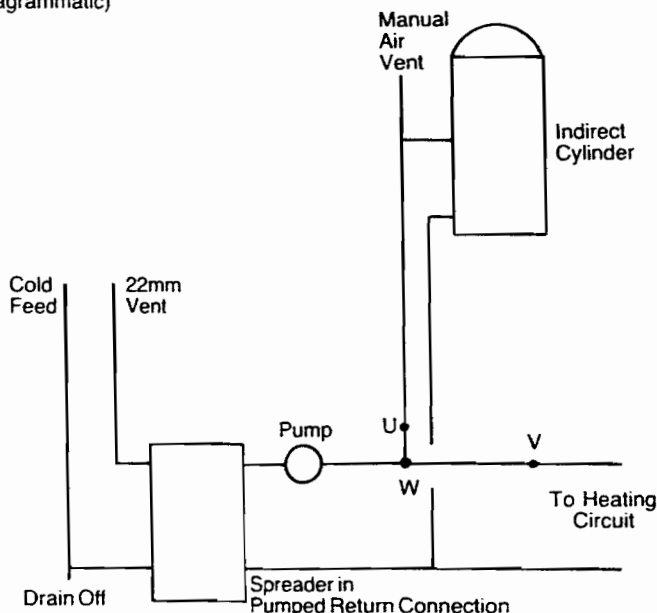 agrammatic)
Manual
Air
Vent
Indirect
Cylinder
Cold
Feed
22mm
Vent
Pump
U
V
W
To Heating
Circuit
Drain Off
Spreader in
Pumped Return Connection